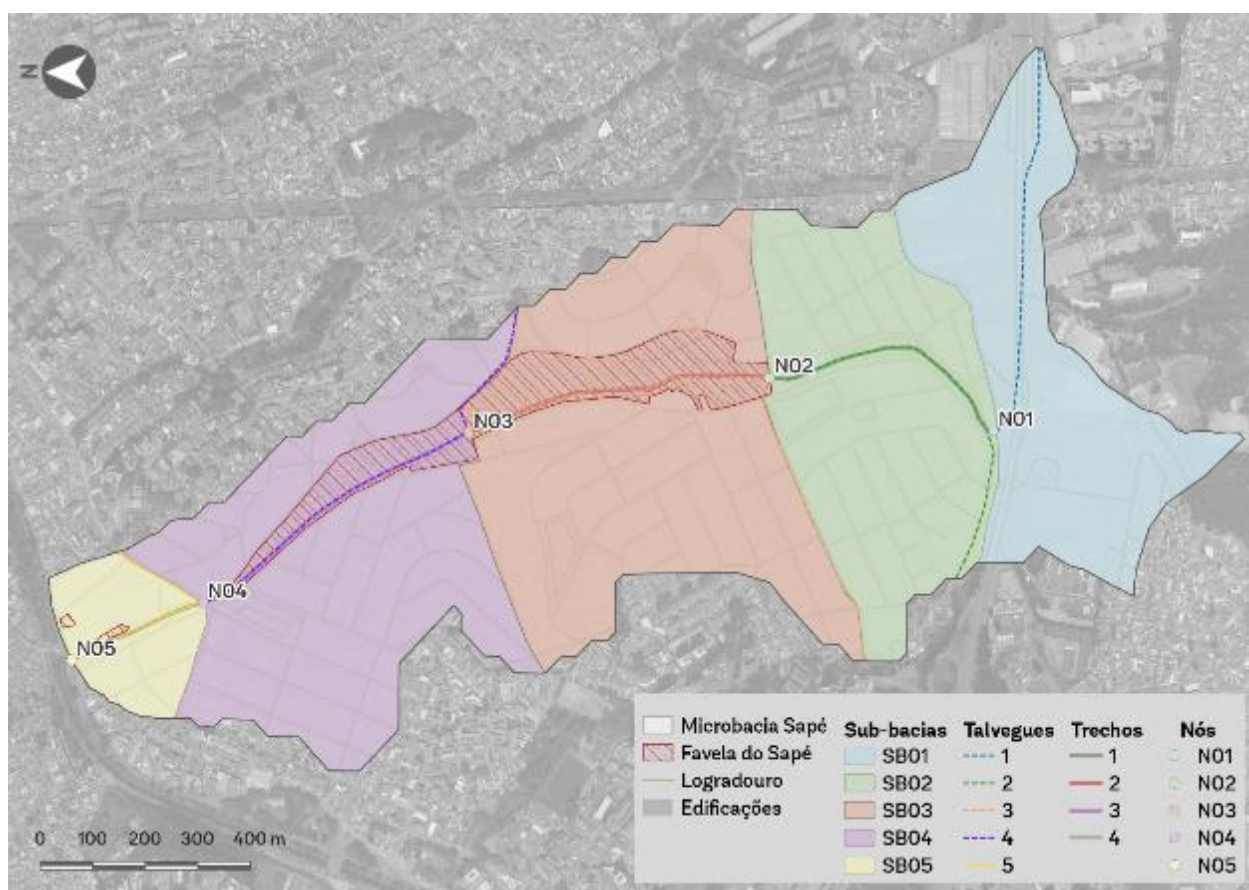 N
N02
N01
N03
N04
N05
Microbacia Sapé
Favela do Sapé
Logradouro
Edificações
Sub-bacias
SB01
SB02
SB03
SB04
SB05
Talvegues
1
2
3
4
5
Trechos
1
2
3
4
Nós
N01
N02
N03
N04
N05
0 100 200 300 400 m